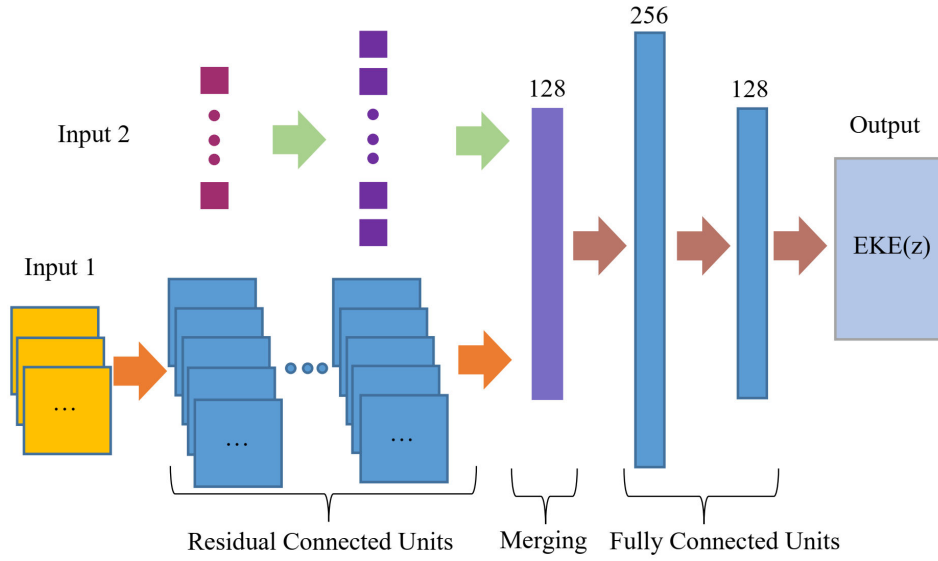 256
128
128
Input 2
Output
Input 1
EKE(z)
...
...
...
Residual Connected Units
Merging
Fully Connected Units